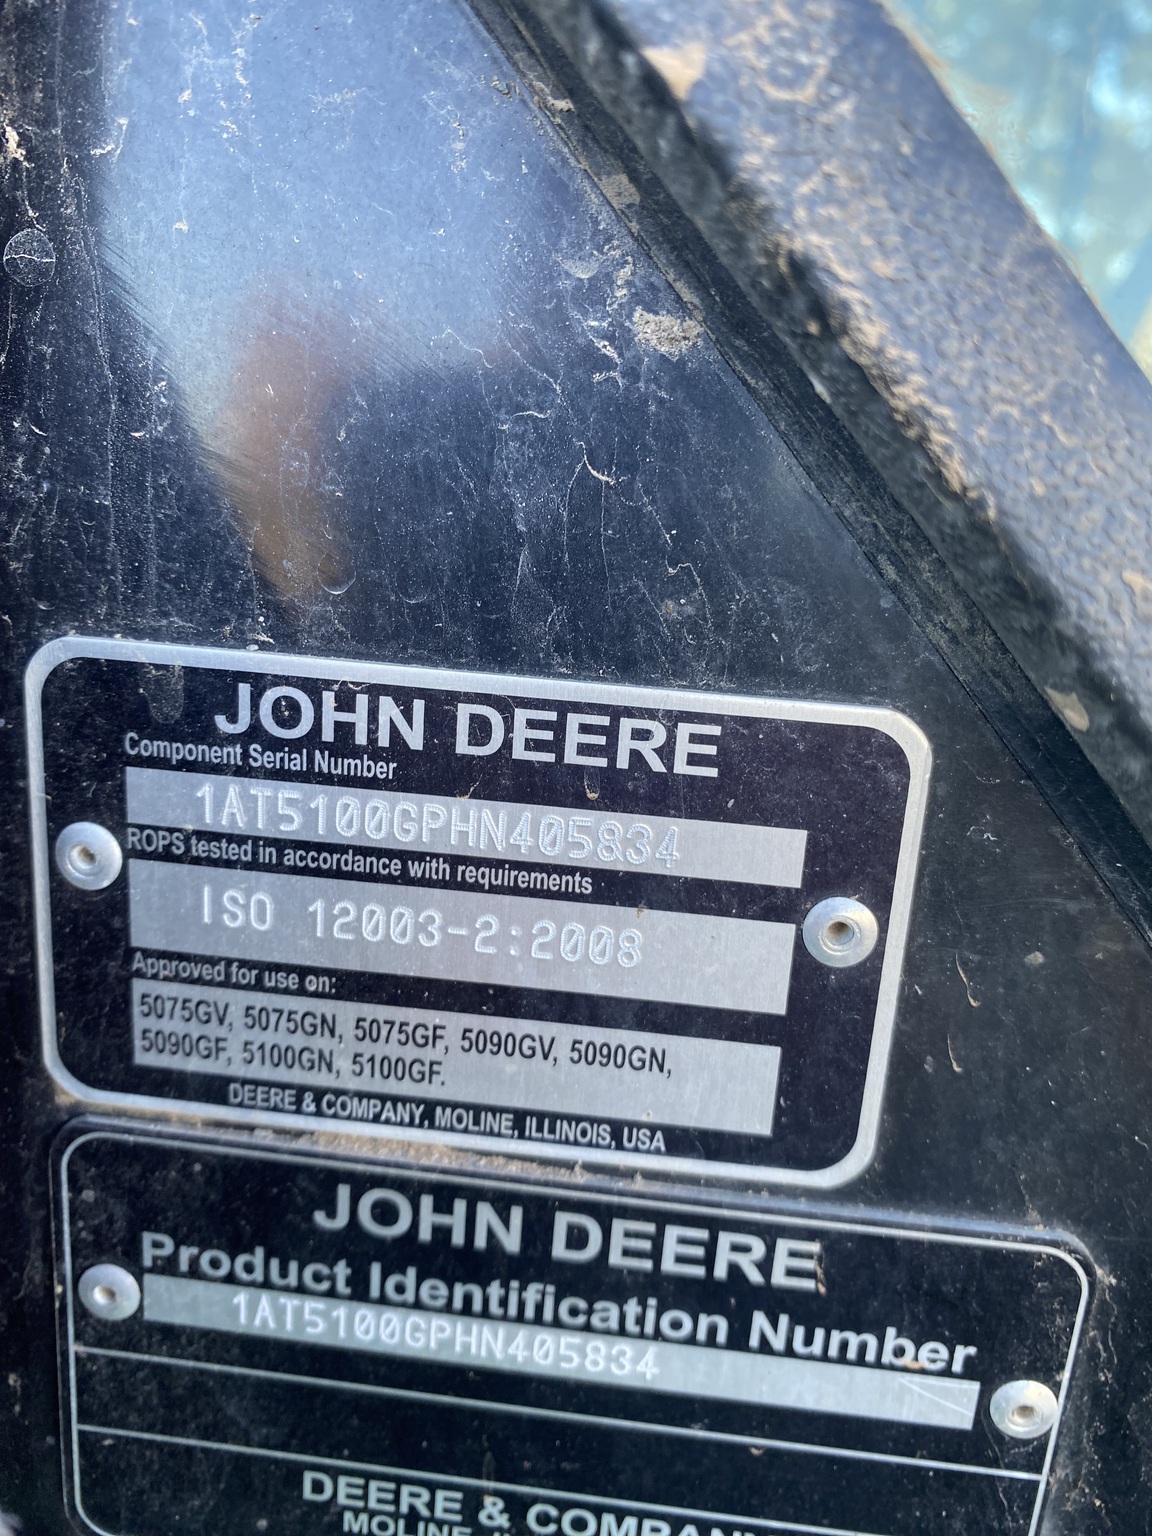 JOHN DEERE
Component Serial Number
1AT5100GPHN405834
ROPS tested in accordance with requirements
ISO 12003-2:2008
Approved for use on:
5075GV, 5075GN, 5075GF, 5090GV, 5090GN,
5090GF, 5100GN, 5100GF.
DEERE & COMPANY, MOLINE, ILLINOIS, USA
JOHN DEERE
Product Identification Number
1AT5100GPHN405834
DEERE & COMPANY
MOLINE,